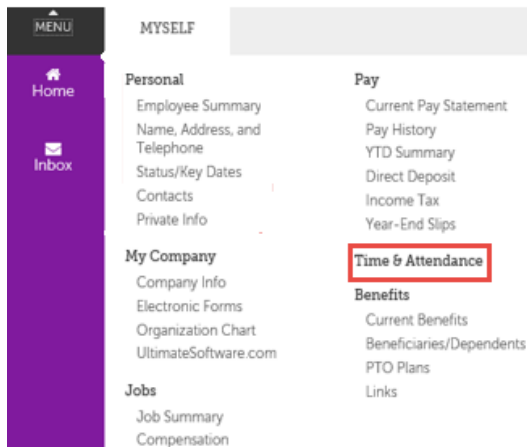 MENU
MYSELF
Home
Inbox
Personal
Employee Summary
Name, Address, and
Telephone
Status/Key Dates
Contacts
Private Info
My Company
Company Info
Electronic Forms
Organization Chart
UltimateSoftware.com
Jobs
Job Summary
Compensation
Pay
Current Pay Statement
Pay History
YTD Summary
Direct Deposit
Income Tax
Year-End Slips
Time & Attendance
Benefits
Current Benefits
Beneficiaries/Dependents
PTO Plans
Links